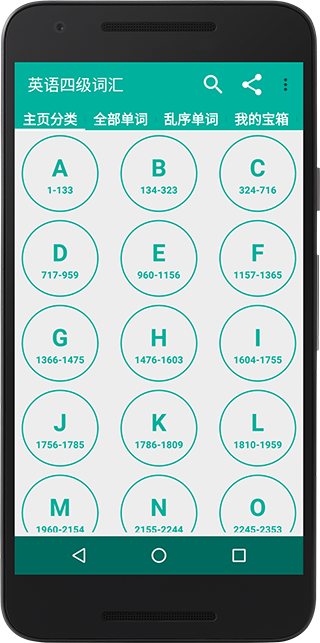 英语四级词汇
主页分类 全部单词 乱序单词 我的宝箱
A B C
1-133 134-323 324-716
D E F
717-959 960-1156 1157-1365
G H I
1366-1475 1476-1603 1604-1755
J K L
1756-1785 1786-1809 1810-1959
M N O
1960-2154 2155-2244 2245-2353